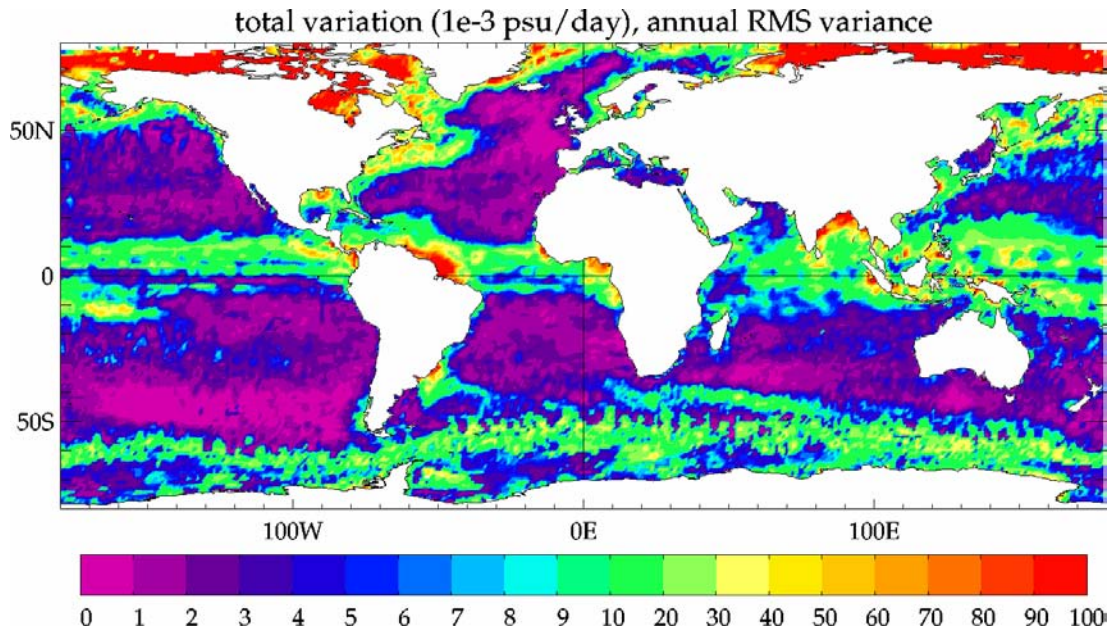 total variation (1e-3 psu/day), annual RMS variance
50N
0
50S
100W 0E 100E
0 1 2 3 4 5 6 7 8 9 10 20 30 40 50 60 70 80 90 100